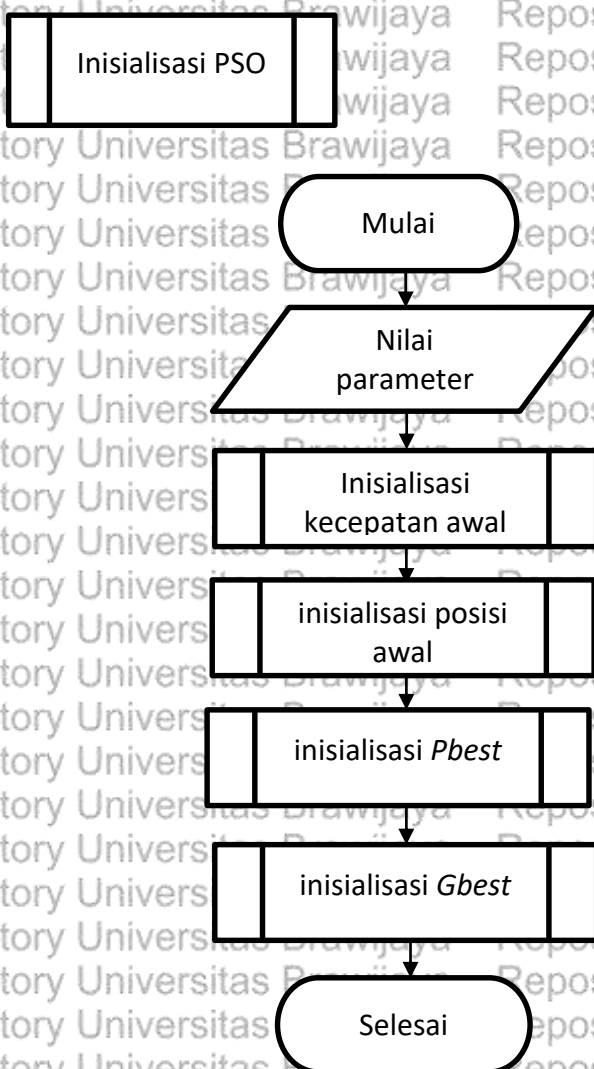 Inisialisasi PSO
Mulai
Nilai
parameter
Inisialisasi
kecepatan awal
inisialisasi posisi
awal
inisialisasi Pbest
inisialisasi Gbest
Selesai